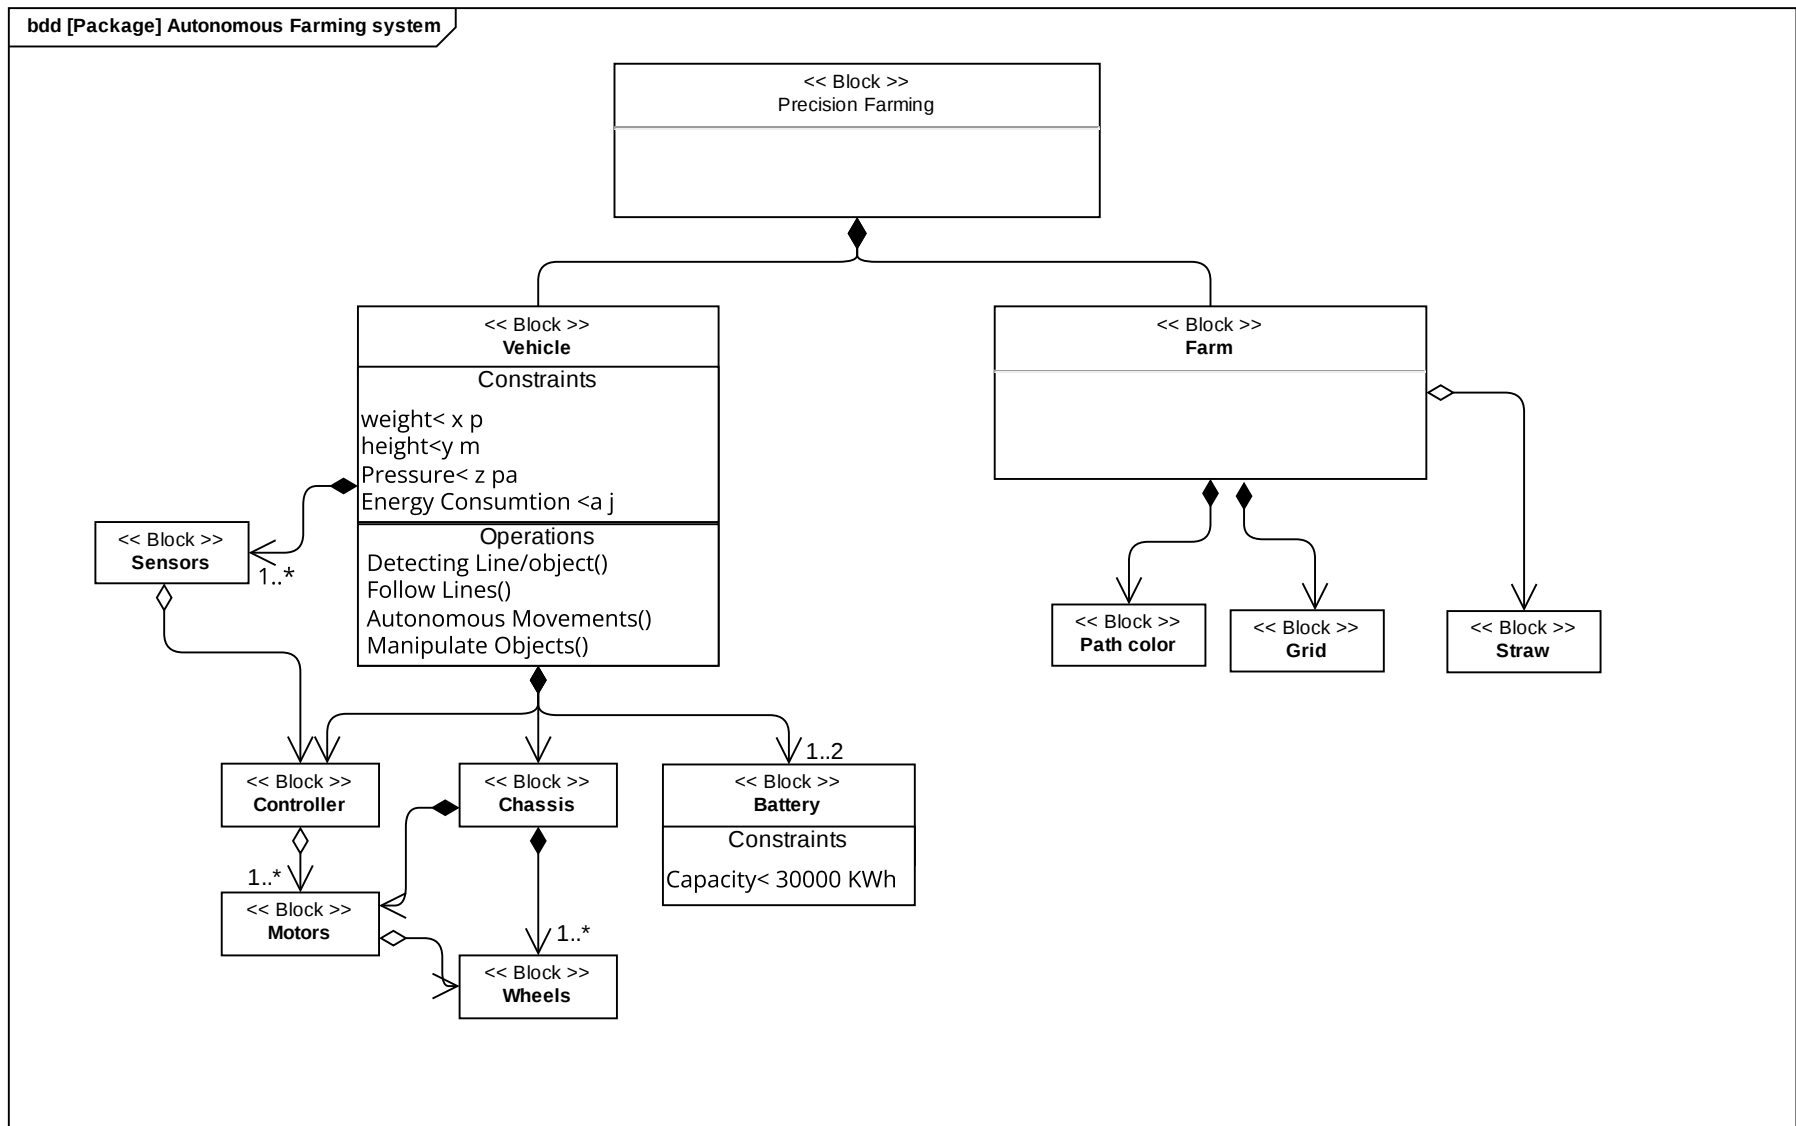 bdd [Package] Autonomous Farming system
<< Block >>
Precision Farming
<< Block >>
Vehicle
Constraints
weight< x p
height<y m
Pressure< z pa
Energy Consumtion <a j
Operations
Detecting Line/object()
Follow Lines()
Autonomous Movements()
Manipulate Objects()
<< Block >>
Farm
<< Block >>
Sensors
1..*
<< Block >>
Path color
<< Block >>
Grid
<< Block >>
Straw
<< Block >>
Controller
<< Block >>
Chassis
1..2
<< Block >>
Battery
Constraints
Capacity< 30000 KWh
1..*
<< Block >>
Motors
1..*
<< Block >>
Wheels